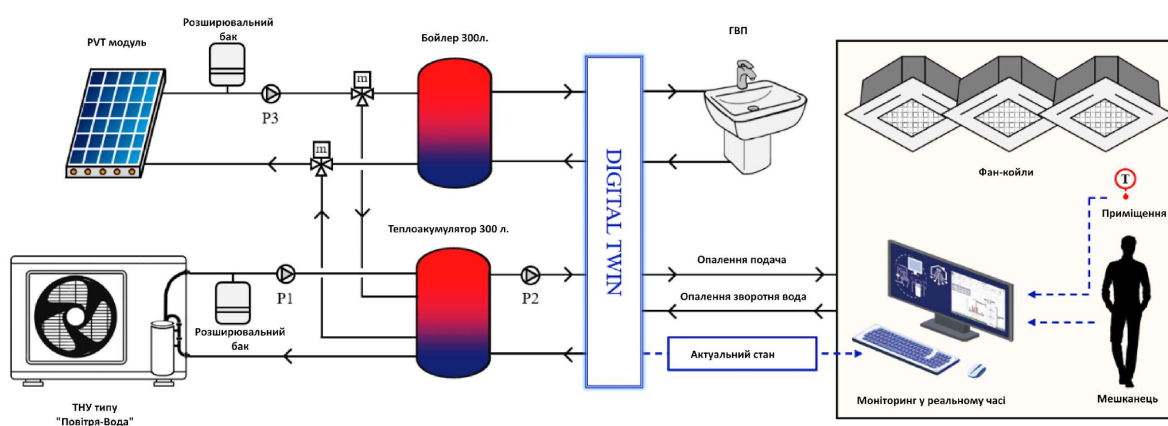 Розширювальний
бак
PVT модуль
Бойлер 300л.
ГВП
m
P3
m
DIGITAL TWIN
Фан-койли
T
Приміщення
Теплоакумулятор 300 л.
P1
P2
Опалення подача
Опалення зворотня вода
Розширювальний
бак
Актуальний стан
Моніторинг у реальному часі
Мешканець
ТНУ типу
"Повітря-Вода"